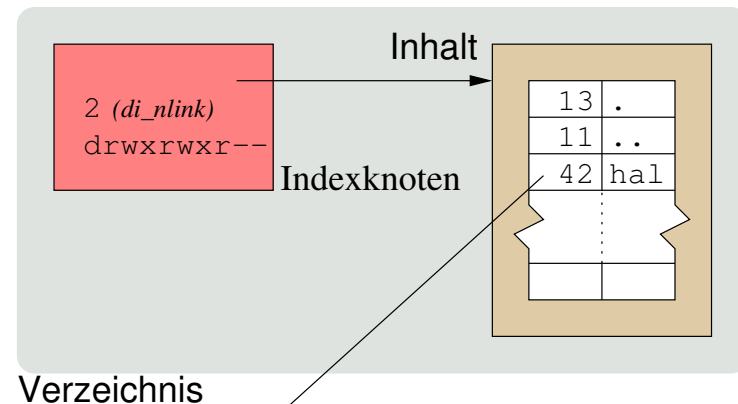 Inhalt
2 (di_nlink)
drwxrwxr--
Indexknoten
13 .
11 ..
42 hal
Verzeichnis